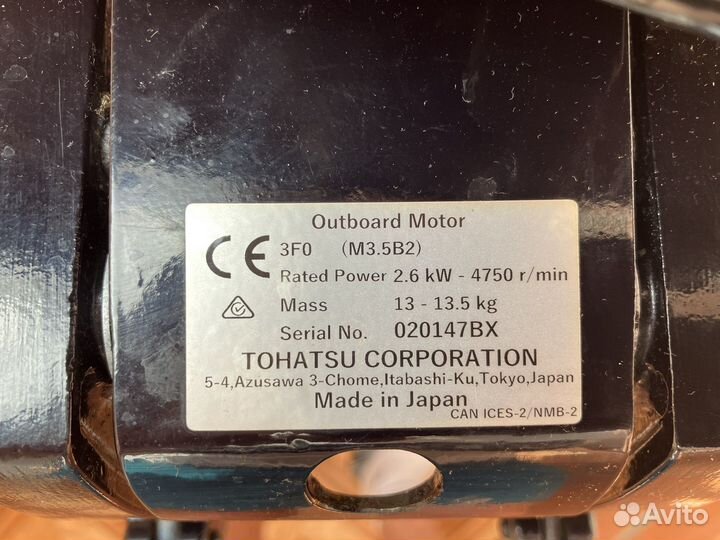 Outboard Motor
CE 3F0 (M3.5B2)
Rated Power 2.6 kW - 4750 r/min
Mass 13 - 13.5 kg
Serial No. 020147BX
TOHATSU CORPORATION
5-4,Azusawa 3-Chome,Itabashi-Ku,Tokyo,Japan
Made in Japan
CAN ICES-2/NMB-2
Avito